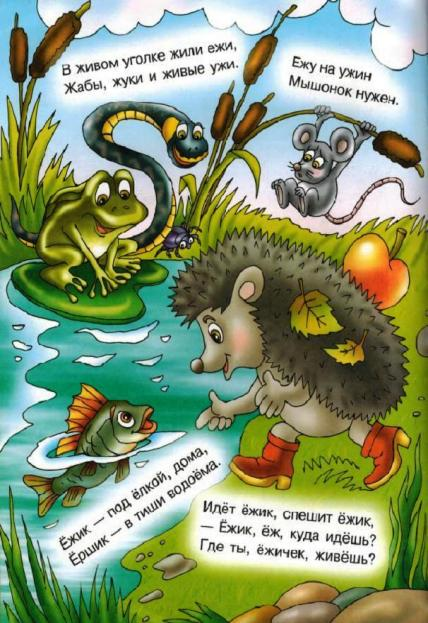 В живом уголке жили ежи,
Жабы, жуки и живые ужи.
Ежу на ужин
Мышонок нужен.
Ёжик — под ёлкой, дома,
Ёршик — в тиши водоёма.
Идёт ёжик, спешит ёжик,
— Ёжик, ёж, куда идёшь?
Где ты, ёжичек, живёшь?